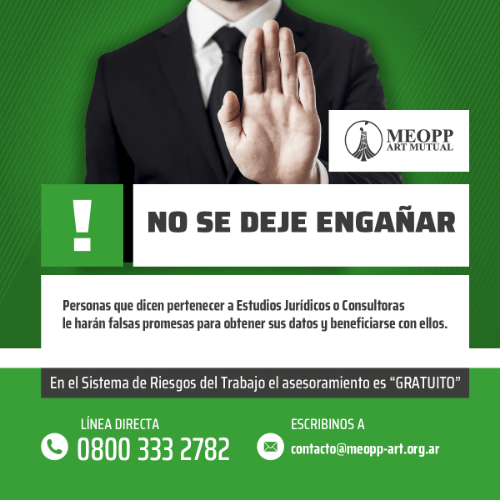 MEOPP
ART MUTUAL
!
NO SE DEJE ENGAÑAR
Personas que dicen pertenecer a Estudios Jurídicos o Consultoras
le harán falsas promesas para obtener sus datos y beneficiarse con ellos.
En el Sistema de Riesgos del Trabajo el asesoramiento es “GRATUITO”
LÍNEA DIRECTA
0800 333 2782
ESCRIBINOS A
contacto@meopp-art.org.ar